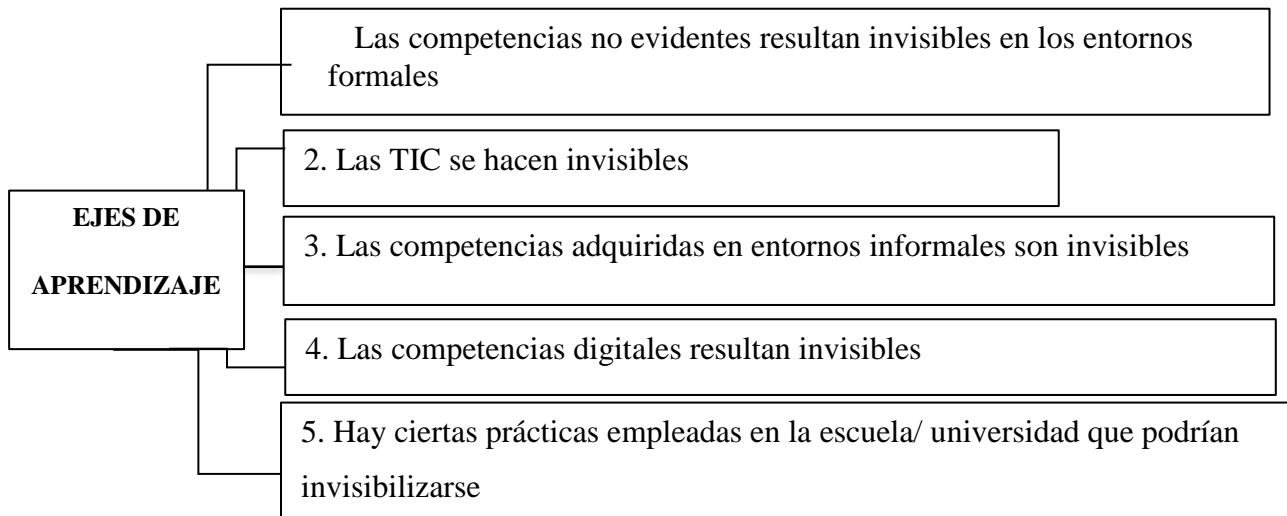 Las competencias no evidentes resultan invisibles en los entornos
formales
2. Las TIC se hacen invisibles
EJES DE
APRENDIZAJE
3. Las competencias adquiridas en entornos informales son invisibles
4. Las competencias digitales resultan invisibles
5. Hay ciertas prácticas empleadas en la escuela/ universidad que podrían
invisibilizarse